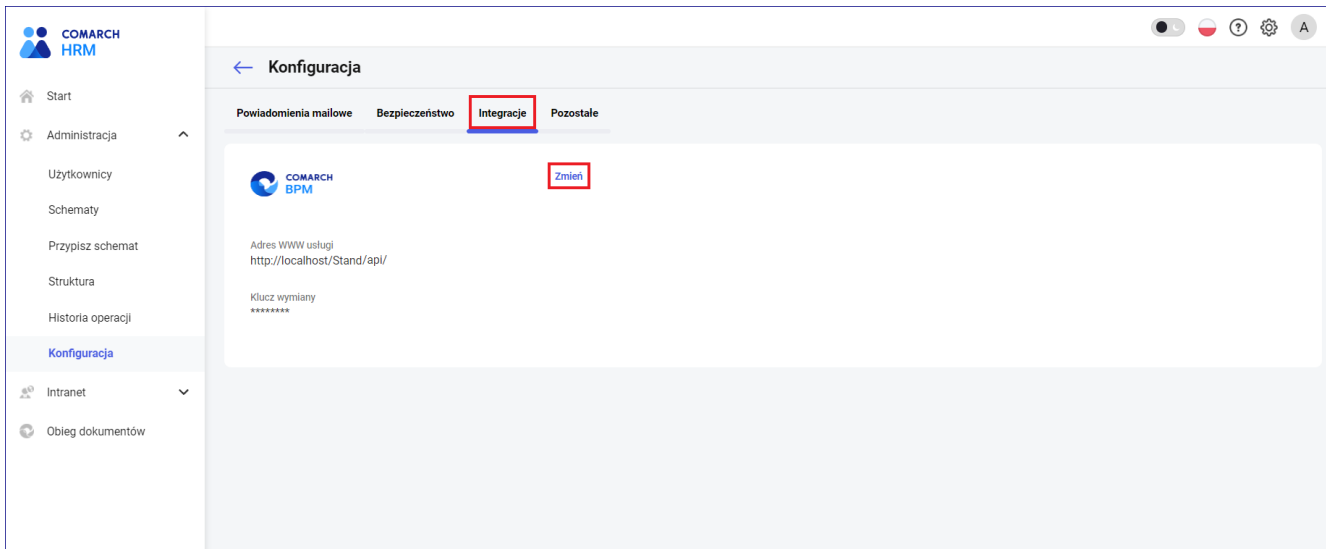 COMARCH
HRM
A
Konfiguracja
Start
Powiadomienia mailowe Bezpieczeństwo Integracje Pozostałe
Administracja
Użytkownicy
COMARCH
BPM
Zmień
Schematy
Przypisz schemat
Adres WWW usługi
http://localhost/Stand/api/
Struktura
Klucz wymiany
********
Historia operacji
Konfiguracja
Intranet
Obieg dokumentów